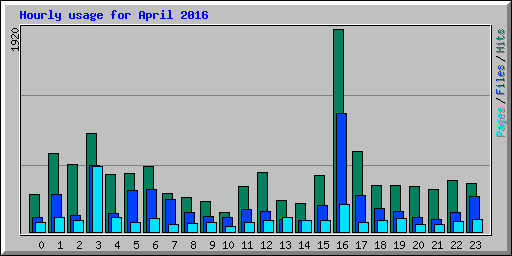 Hourly usage for April 2016
1920
Pages/Files/Hits
0 1 2 3 4 5 6 7 8 9 10 11 12 13 14 15 16 17 18 19 20 21 22 23